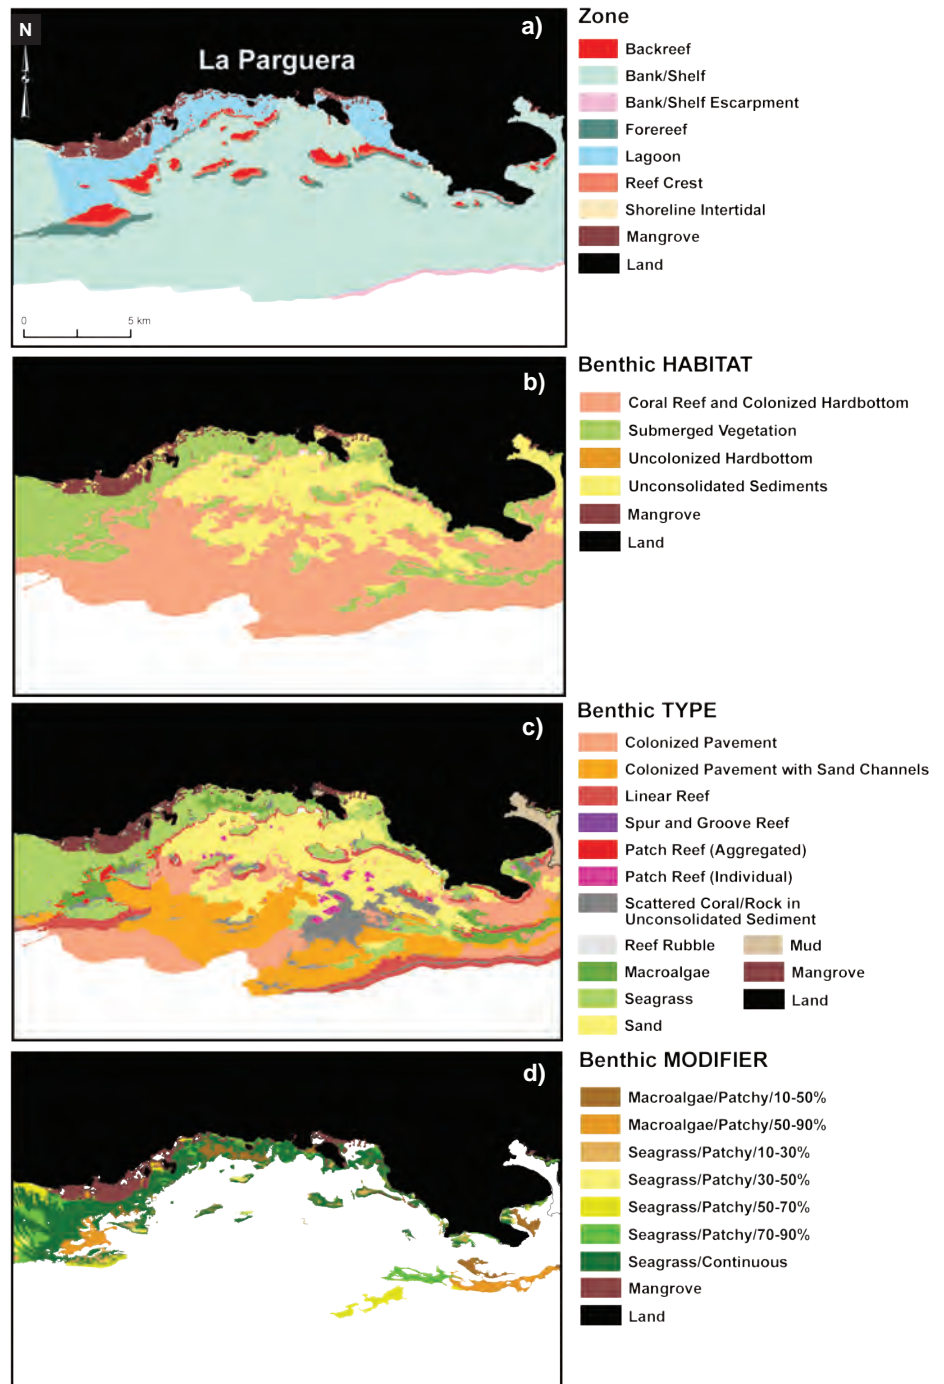 N
a)
La Parguera
0
5 km
Zone
Backreef
Bank/Shelf
Bank/Shelf Escarpment
Forereef
Lagoon
Reef Crest
Shoreline Intertidal
Mangrove
Land
b)
Benthic HABITAT
Coral Reef and Colonized Hardbottom
Submerged Vegetation
Uncolonized Hardbottom
Unconsolidated Sediments
Mangrove
Land
c)
Benthic TYPE
Colonized Pavement
Colonized Pavement with Sand Channels
Linear Reef
Spur and Groove Reef
Patch Reef (Aggregated)
Patch Reef (Individual)
Scattered Coral/Rock in
Unconsolidated Sediment
Reef Rubble
Mud
Macroalgae
Mangrove
Seagrass
Land
Sand
d)
Benthic MODIFIER
Macroalgae/Patchy/10-50%
Macroalgae/Patchy/50-90%
Seagrass/Patchy/10-30%
Seagrass/Patchy/30-50%
Seagrass/Patchy/50-70%
Seagrass/Patchy/70-90%
Seagrass/Continuous
Mangrove
Land